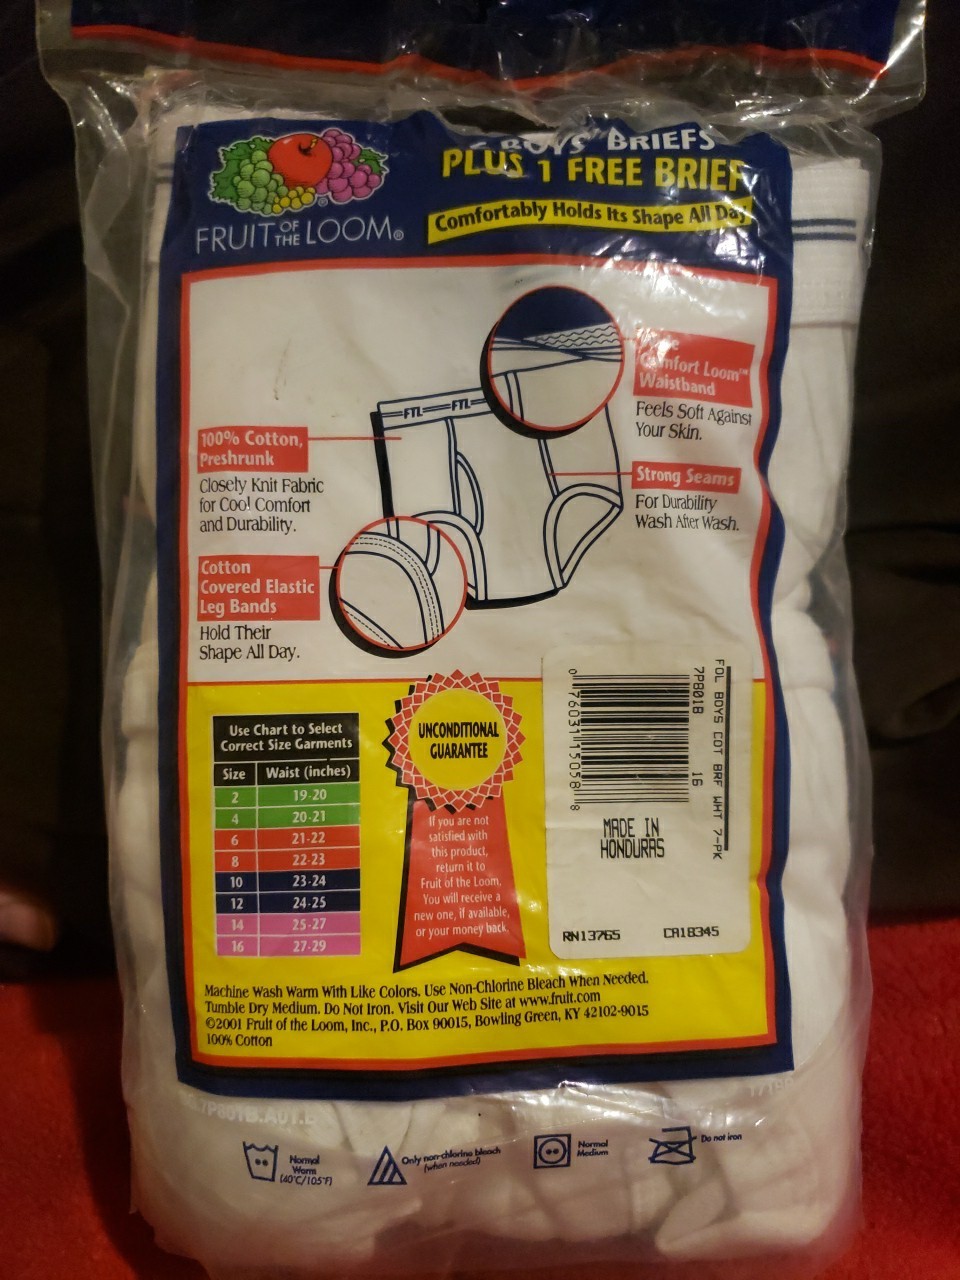 BOYS' BRIEFS
PLUS 1 FREE BRIEF
Comfortably Holds Its Shape All Day
FRUIT OF THE LOOM®
Comfort Loom™
Waistband
Feels Soft Against
Your Skin.
FTL FTL
100% Cotton,
Preshrunk
Closely Knit Fabric
for Cool Comfort
and Durability.
Strong Seams
For Durability
Wash After Wash.
Cotton
Covered Elastic
Leg Bands
Hold Their
Shape All Day.
Use Chart to Select
Correct Size Garments
Size Waist (inches)
2 19-20
4 20-21
6 21-22
8 22-23
10 23-24
12 24-25
14 25-27
16 27-29
UNCONDITIONAL
GUARANTEE
If you are not
satisfied with
this product,
return it to
Fruit of the Loom,
You will receive a
new one, if available,
or your money back.
FOL BOYS COT BRF WHT 7-PK
7P801B 16
0 76031 15058 8
MADE IN
HONDURAS
RN13765 CA18345
Machine Wash Warm With Like Colors. Use Non-Chlorine Bleach When Needed.
Tumble Dry Medium. Do Not Iron. Visit Our Web Site at www.fruit.com
©2001 Fruit of the Loom, Inc., P.O. Box 90015, Bowling Green, KY 42102-9015
100% Cotton
Normal
Warm
(40°C/105°F)
Only non-chlorine bleach
(when needed)
Normal
Medium
Do not iron